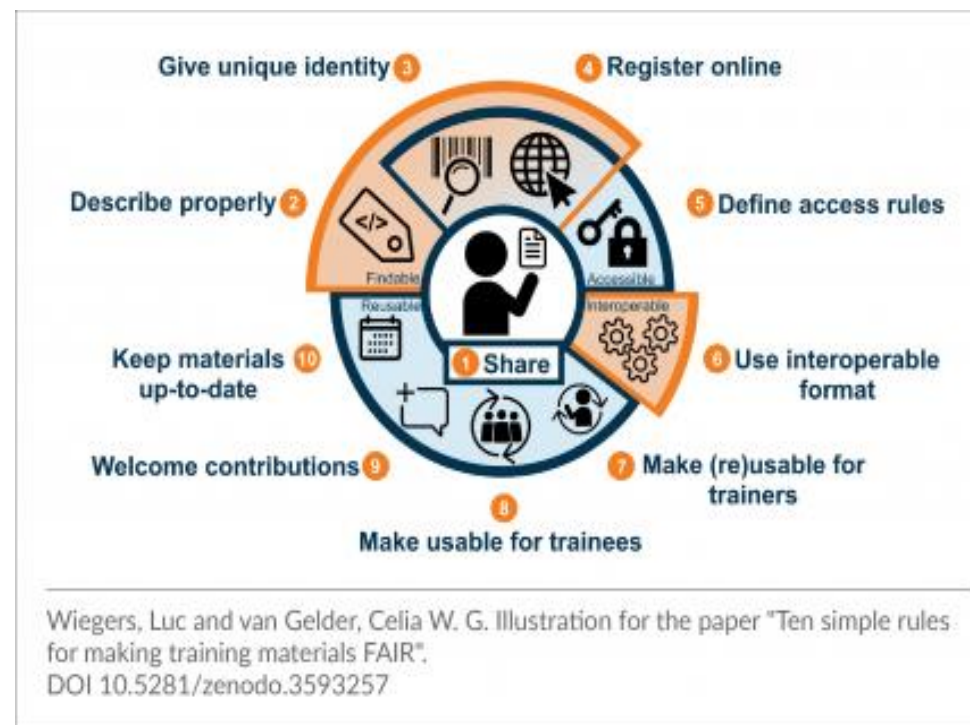 Give unique identity 3
4 Register online
Describe properly 2
5 Define access rules
</>
Findable
Accessible
Reusable
Interoperable
1 Share
Keep materials 10
up-to-date
6 Use interoperable
format
Welcome contributions 9
7 Make (re)usable for
trainers
8
Make usable for trainees
Wiegers, Luc and van Gelder, Celia W. G. Illustration for the paper "Ten simple rules
for making training materials FAIR".
DOI 10.5281/zenodo.3593257